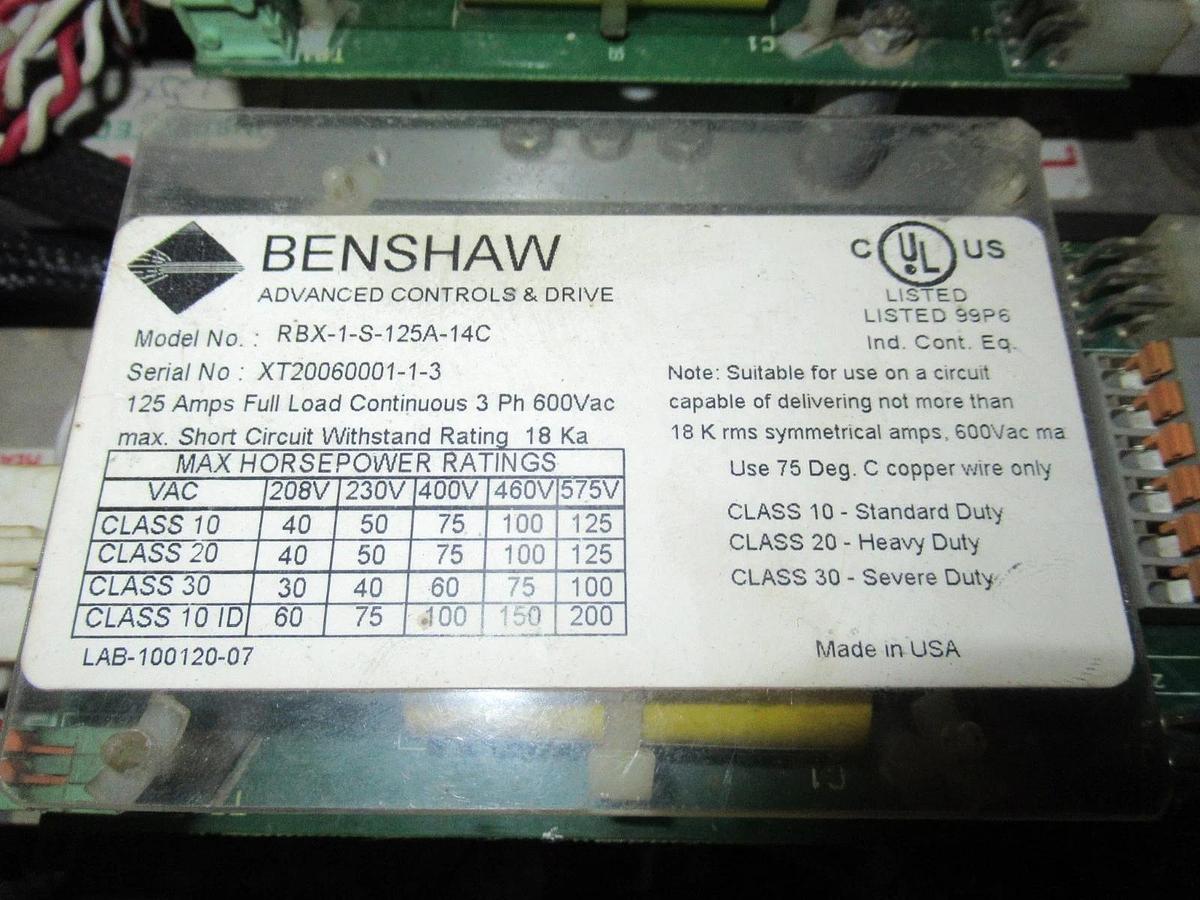 C1
BENSHAW
ADVANCED CONTROLS & DRIVE
Model No. : RBX-1-S-125A-14C
Serial No : XT20060001-1-3
125 Amps Full Load Continuous 3 Ph 600Vac
max. Short Circuit Withstand Rating 18 Ka
MAX HORSEPOWER RATINGS
VAC 208V 230V 400V 460V 575V
CLASS 10 40 50 75 100 125
CLASS 20 40 50 75 100 125
CLASS 30 30 40 60 75 100
CLASS 10 ID 60 75 100 150 200
LAB-100120-07
C UL US
LISTED
LISTED 99P6
Ind. Cont. Eq.
Note: Suitable for use on a circuit
capable of delivering not more than
18 K rms symmetrical amps, 600Vac ma
Use 75 Deg. C copper wire only
CLASS 10 - Standard Duty
CLASS 20 - Heavy Duty
CLASS 30 - Severe Duty
Made in USA
C1